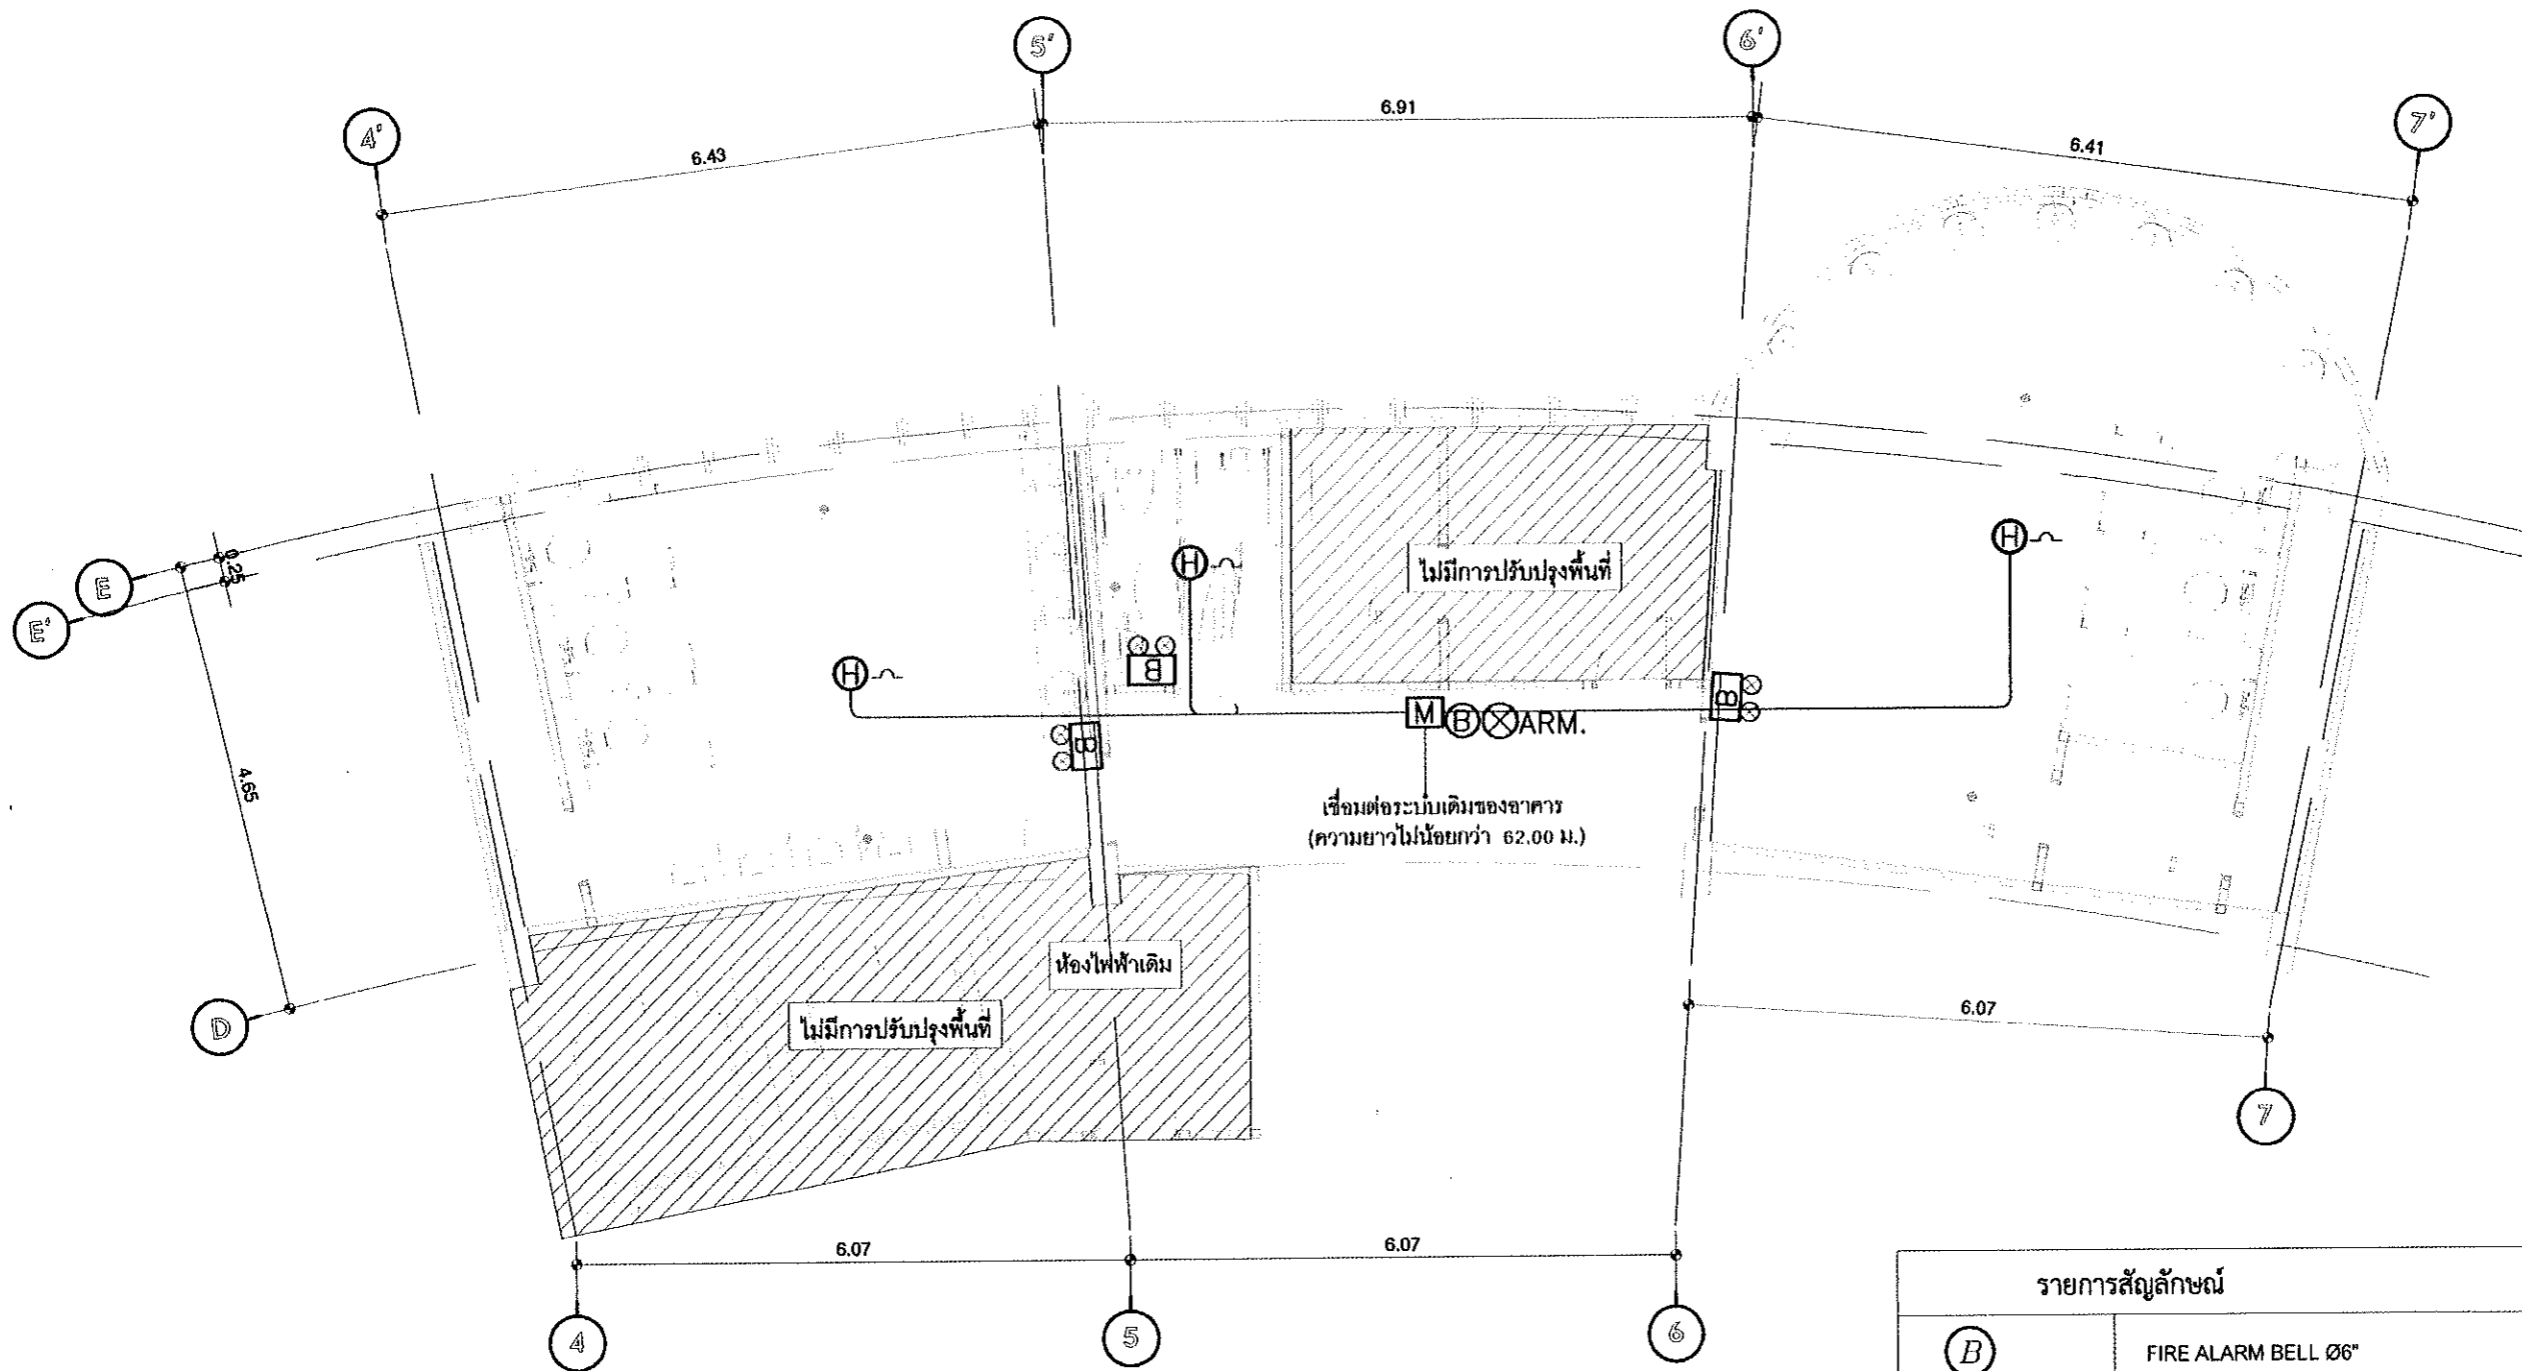 5'
6'
4'
7'
6.91
6.43
6.41
E
0.25
E'
H
H
H
ไม่มีการปรับปรุงพื้นที่
B
B
B
M
B
ARM.
4.65
เชื่อมต่อระบบเดิมของอาคาร
(ความยาวไม่น้อยกว่า 62.00 ม.)
ห้องไฟฟ้าเดิม
ไม่มีการปรับปรุงพื้นที่
D
6.07
7
6.07
6.07
4
5
6
รายการสัญลักษณ์
B FIRE ALARM BELL Ø6"